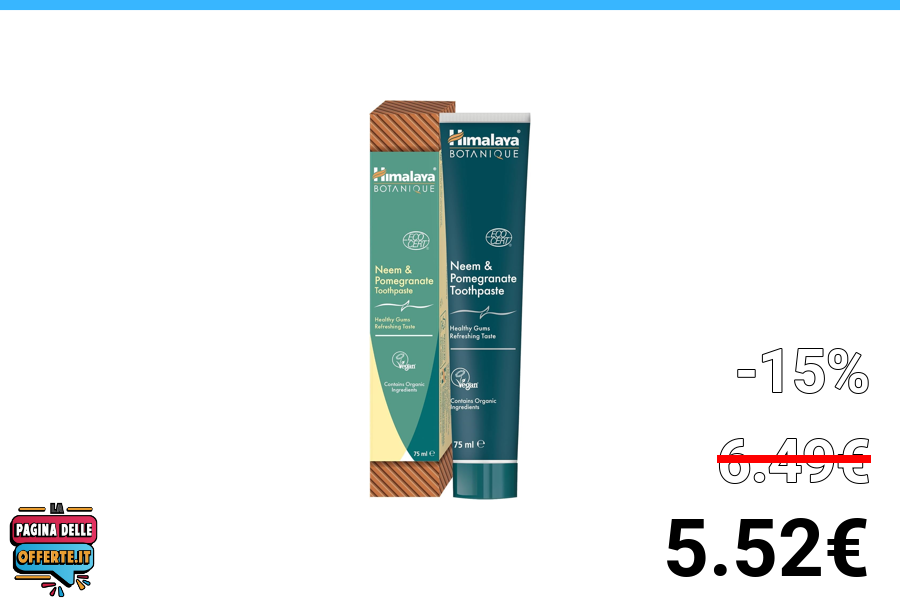 Himalaya
BOTANIQUE
ECO
CERT
Neem &
Pomegranate
Toothpaste
Healthy Gums
Refreshing Taste
vegan
Contains Organic
Ingredients
75 ml ℮
Himalaya®
BOTANIQUE
ECO
CERT
Neem &
Pomegranate
Toothpaste
Healthy Gums
Refreshing Taste
vegan
Contains Organic
Ingredients
75 ml ℮
-15%
6.49€
5.52€
LA
PAGINA DELLE
OFFERTE.IT